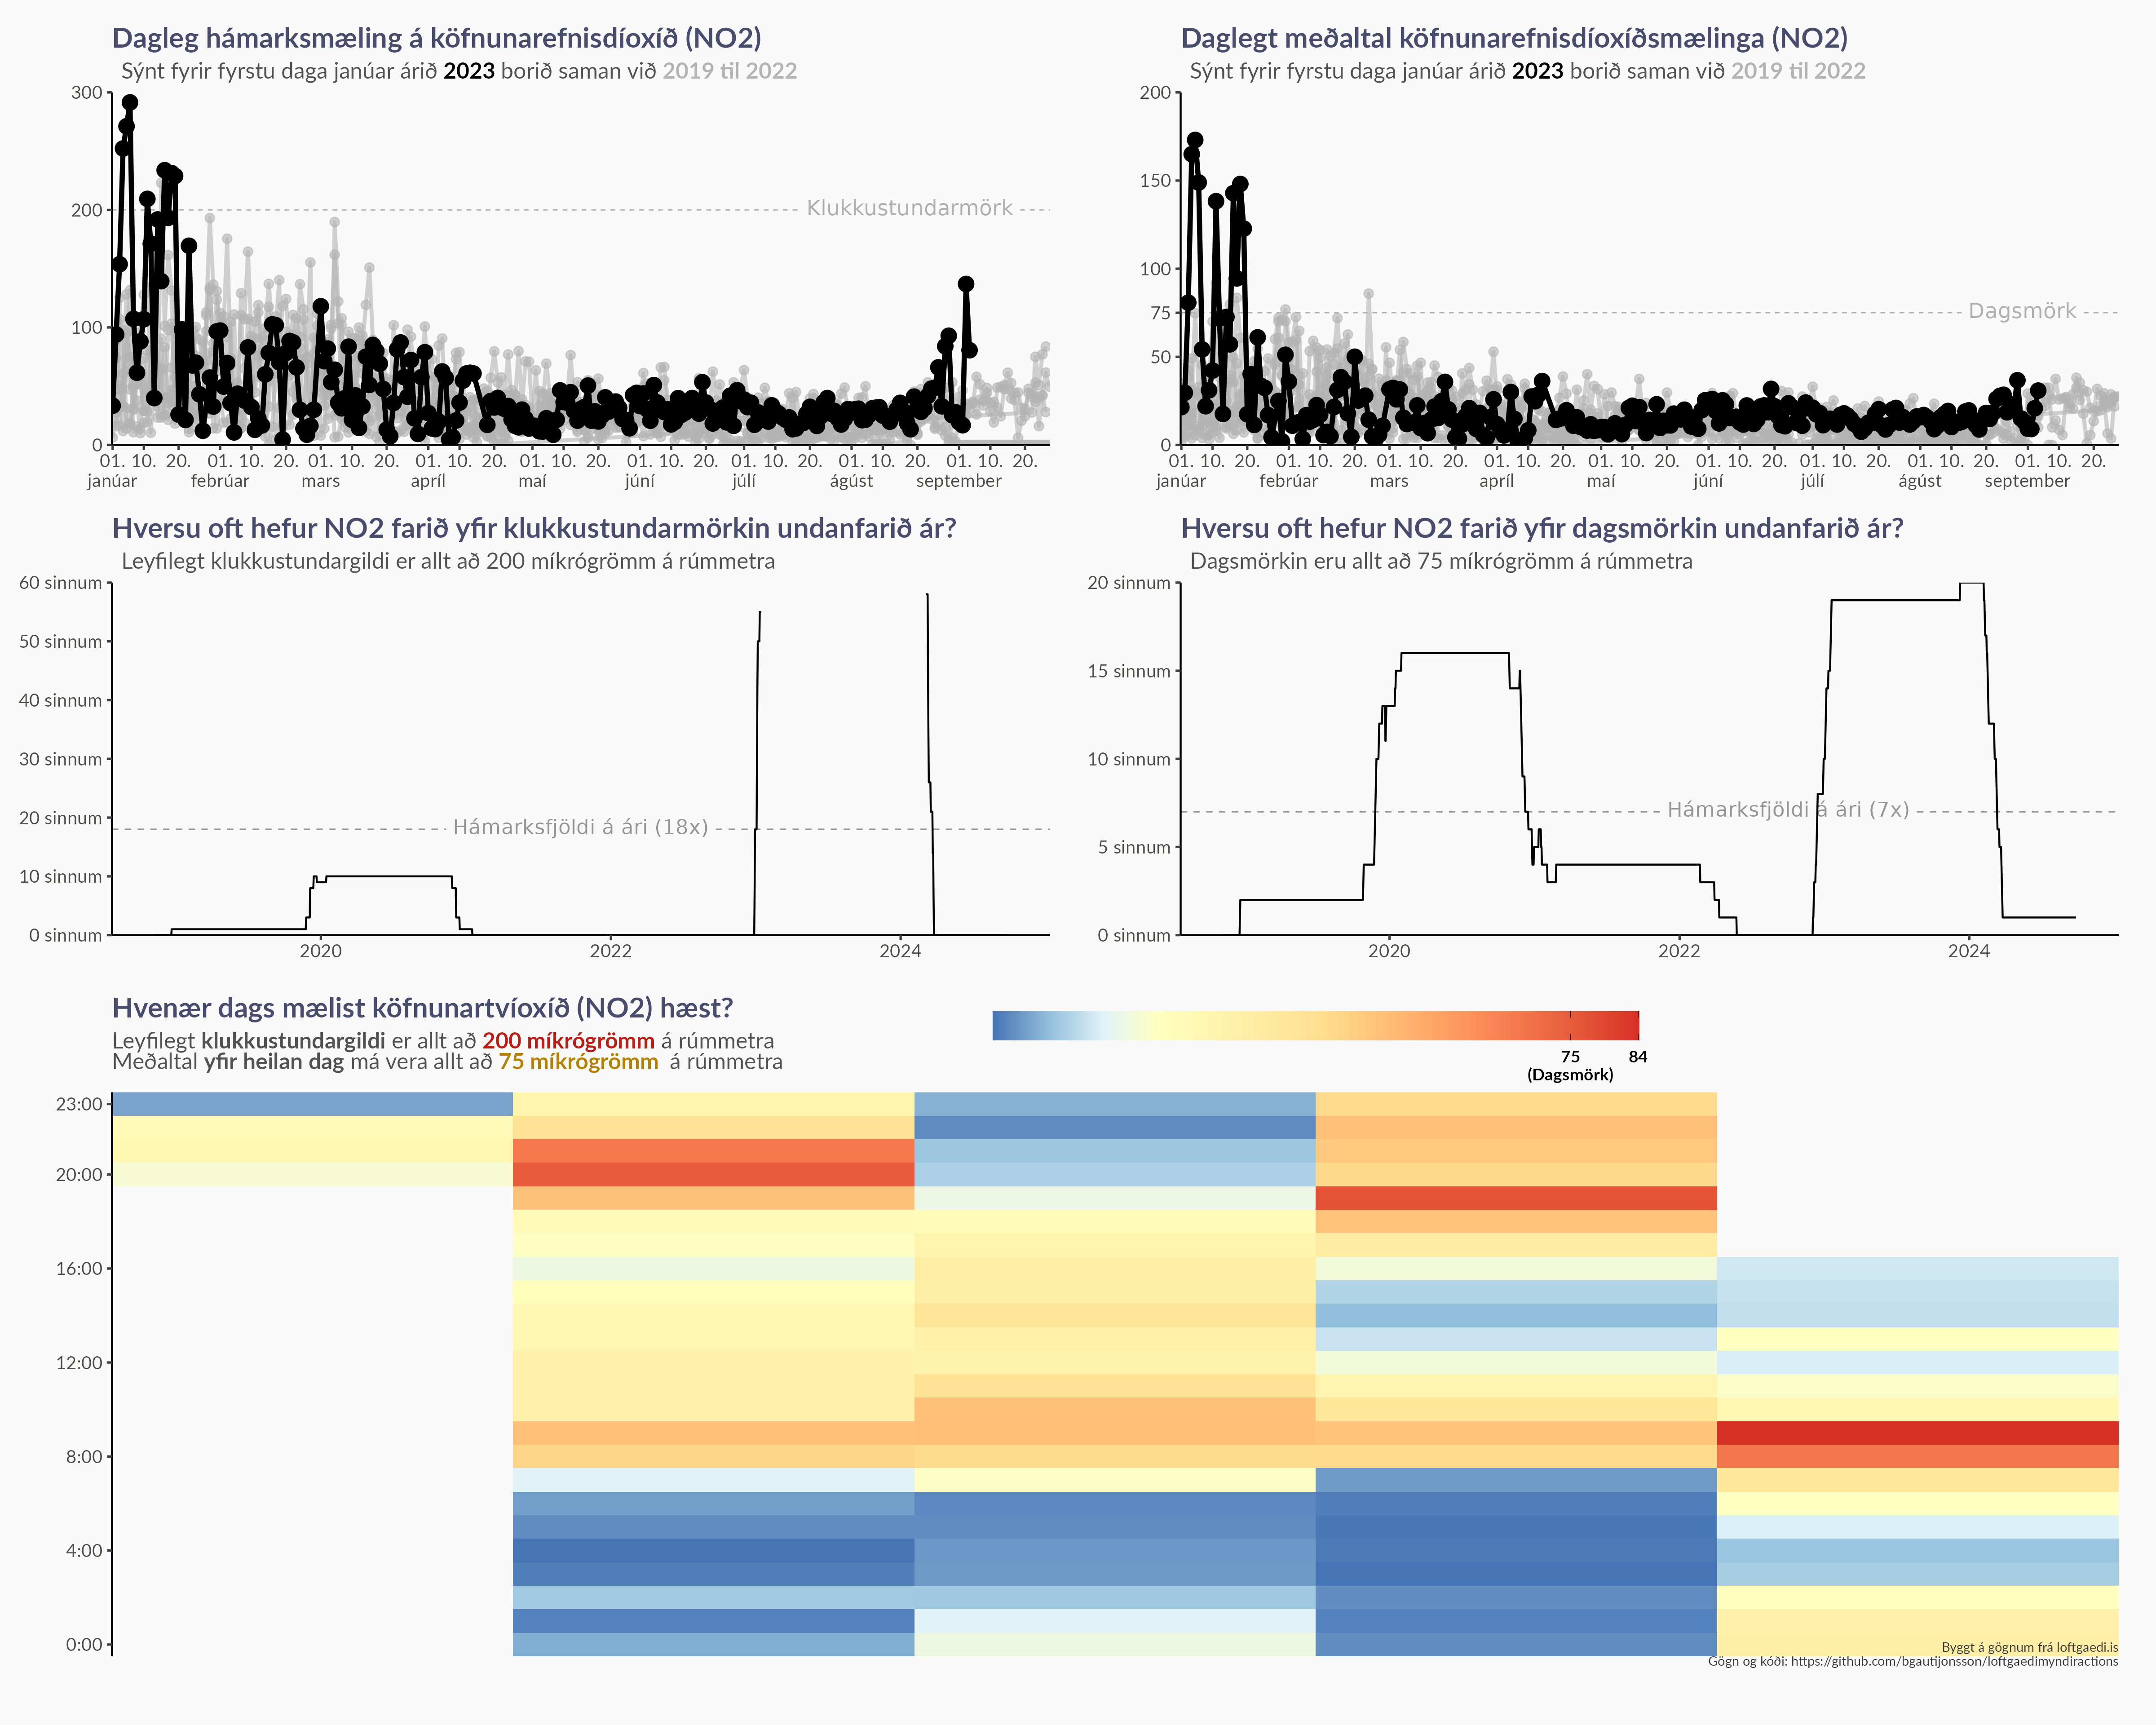 Dagleg hámarksmæling á köfnunarefnisdíoxíð (NO2)
Sýnt fyrir fyrstu daga janúar árið 2023 borið saman við 2019 til 2022
300
200
100
0
Klukkustundarmörk
01. 10. 20. 01. 10. 20. 01. 10. 20. 01. 10. 20. 01. 10. 20. 01. 10. 20. 01. 10. 20. 01. 10. 20. 01. 10. 20.
janúar febrúar mars apríl maí júní júlí ágúst september
Daglegt meðaltal köfnunarefnisdíoxíðsmælinga (NO2)
Sýnt fyrir fyrstu daga janúar árið 2023 borið saman við 2019 til 2022
200
150
100
75
50
0
Dagsmörk
01. 10. 20. 01. 10. 20. 01. 10. 20. 01. 10. 20. 01. 10. 20. 01. 10. 20. 01. 10. 20. 01. 10. 20. 01. 10. 20.
janúar febrúar mars apríl maí júní júlí ágúst september
Hversu oft hefur NO2 farið yfir klukkustundarmörkin undanfarið ár?
Leyfilegt klukkustundargildi er allt að 200 míkrógrömm á rúmmetra
60 sinnum
50 sinnum
40 sinnum
30 sinnum
20 sinnum
10 sinnum
0 sinnum
Hámarksfjöldi á ári (18x)
2020 2022 2024
Hversu oft hefur NO2 farið yfir dagsmörkin undanfarið ár?
Dagsmörkin eru allt að 75 míkrógrömm á rúmmetra
20 sinnum
15 sinnum
10 sinnum
5 sinnum
0 sinnum
Hámarksfjöldi á ári (7x)
2020 2022 2024
Hvenær dags mælist köfnunartvíoxíð (NO2) hæst?
Leyfilegt klukkustundargildi er allt að 200 míkrógrömm á rúmmetra
Meðaltal yfir heilan dag má vera allt að 75 míkrógrömm á rúmmetra
75 84
(Dagsmörk)
23:00
20:00
16:00
12:00
8:00
4:00
0:00
Byggt á gögnum frá loftgaedi.is
Gögn og kóði: https://github.com/bgautijonsson/loftgaedimyndiractions